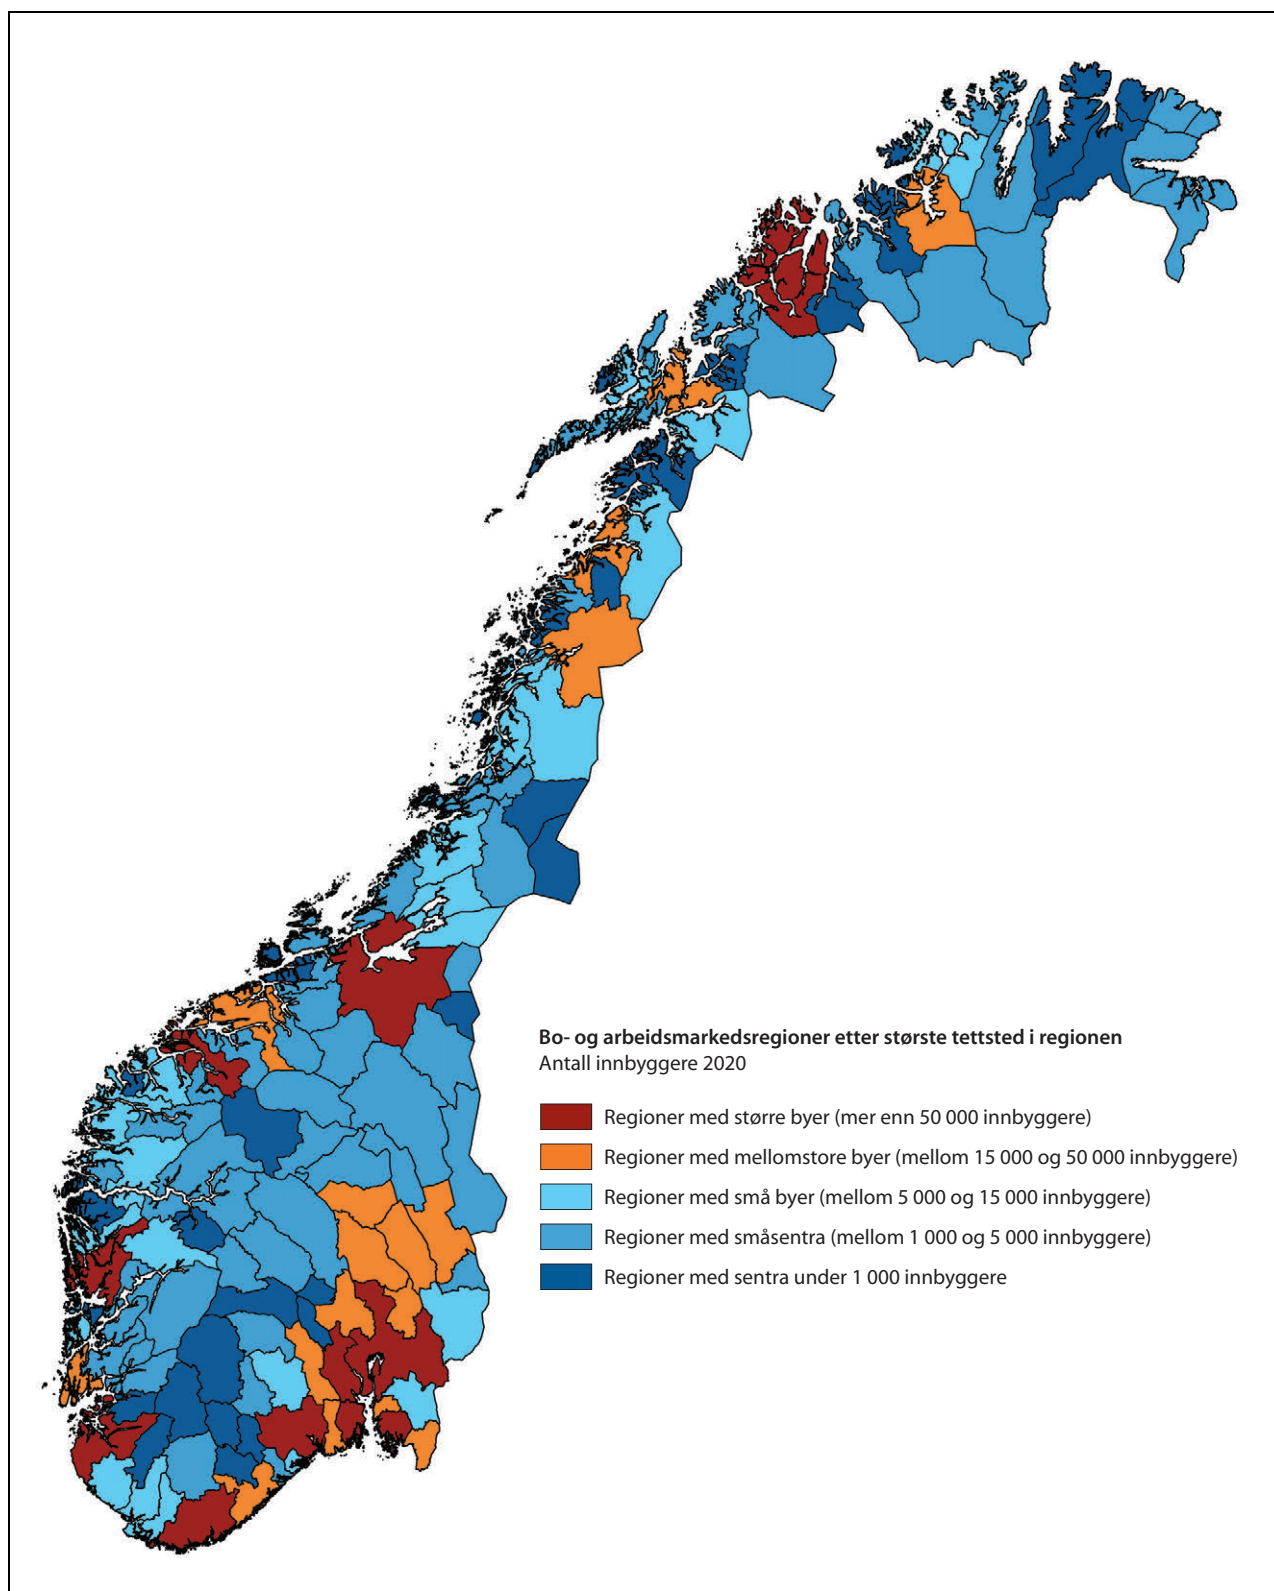 Bo- og arbeidsmarkedsregioner etter største tettsted i regionen
Antall innbyggere 2020
Regioner med større byer (mer enn 50 000 innbyggere)
Regioner med mellomstore byer (mellom 15 000 og 50 000 innbyggere)
Regioner med små byer (mellom 5 000 og 15 000 innbyggere)
Regioner med småsentra (mellom 1 000 og 5 000 innbyggere)
Regioner med sentra under 1 000 innbyggere